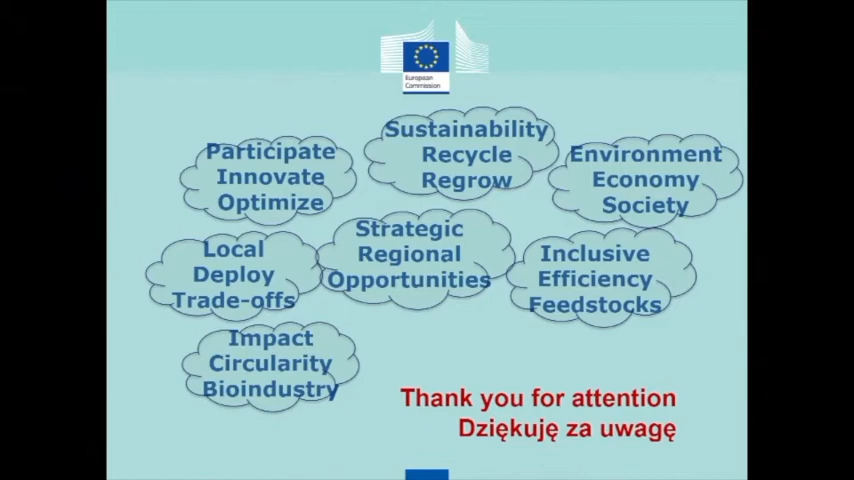 European
Commission
Participate
Innovate
Optimize
Sustainability
Recycle
Regrow
Environment
Economy
Society
Local
Deploy
Trade-offs
Strategic
Regional
Opportunities
Inclusive
Efficiency
Feedstocks
Impact
Circularity
Bioindustry
Thank you for attention
Dziękuję za uwagę